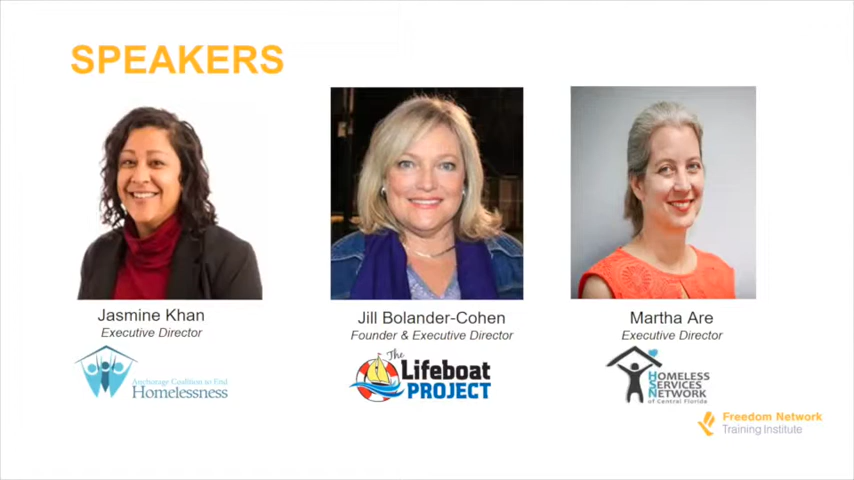 SPEAKERS
Jasmine Khan
Executive Director
Anchorage Coalition to End
Homelessness
Jill Bolander-Cohen
Founder & Executive Director
The
Lifeboat
PROJECT
Martha Are
Executive Director
HOMELESS
SERVICES
NETWORK
of Central Florida
Freedom Network
Training Institute